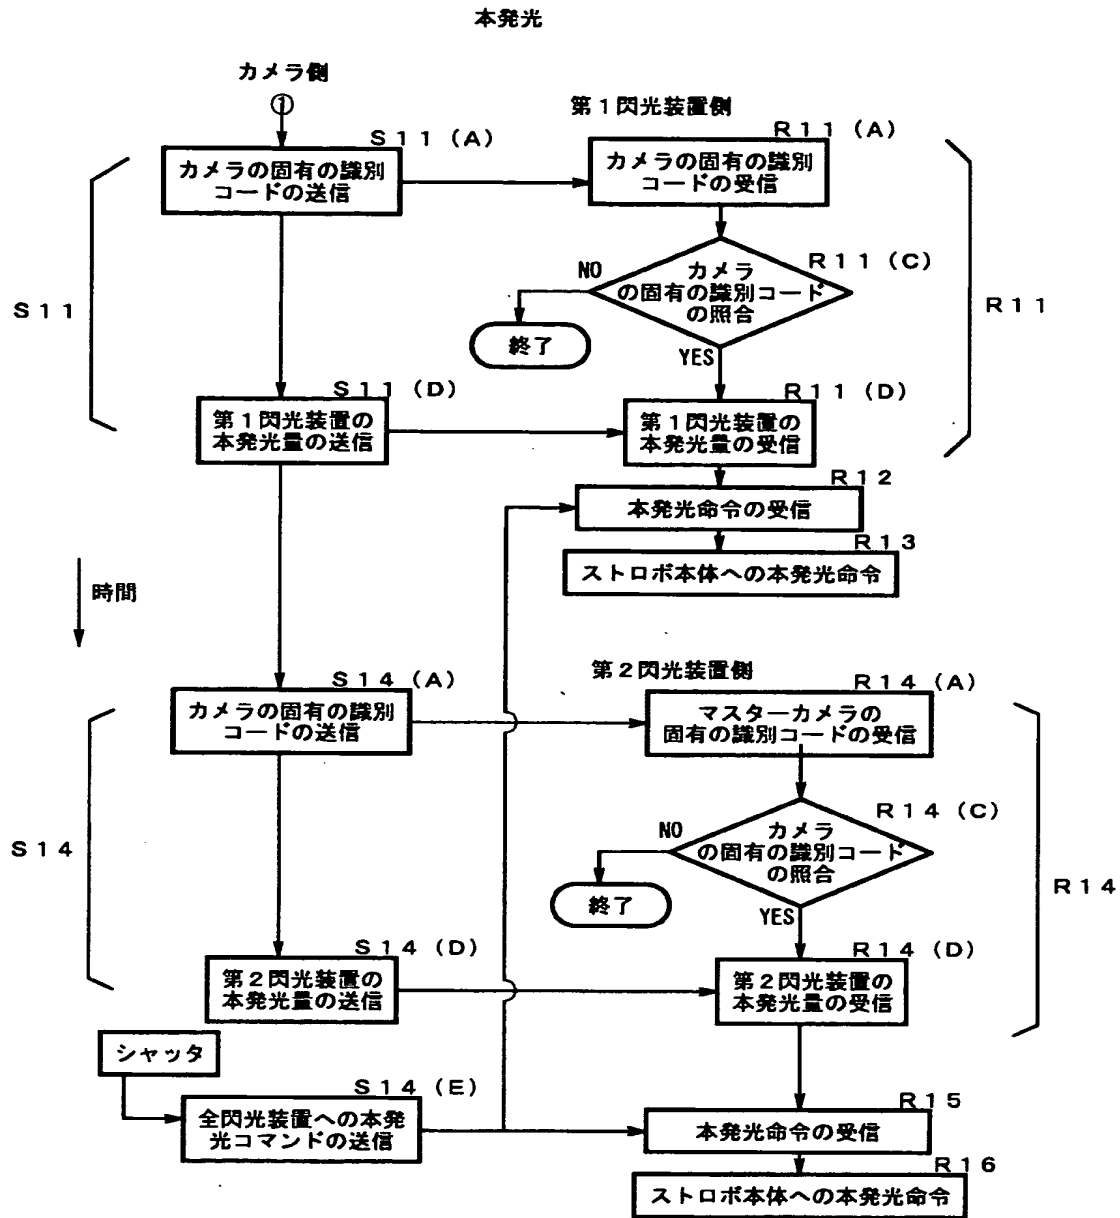 本発光
カメラ側
①
第1閃光装置側
S11(A)
R11(A)
カメラの固有の識別
コードの送信
カメラの固有の識別
コードの受信
R11(C)
NO
カメラ
の固有の識別コード
の照合
S11
R11
終了
YES
S11(D)
R11(D)
第1閃光装置の
本発光量の送信
第1閃光装置の
本発光量の受信
R12
本発光命令の受信
R13
ストロボ本体への本発光命令
時間
第2閃光装置側
S14(A)
R14(A)
カメラの固有の識別
コードの送信
マスターカメラの
固有の識別コードの受信
R14(C)
NO
カメラ
の固有の識別コード
の照合
S14
R14
終了
YES
S14(D)
R14(D)
第2閃光装置の
本発光量の送信
第2閃光装置の
本発光量の受信
シャッタ
S14(E)
R15
全閃光装置への本発
光コマンドの送信
本発光命令の受信
R16
ストロボ本体への本発光命令